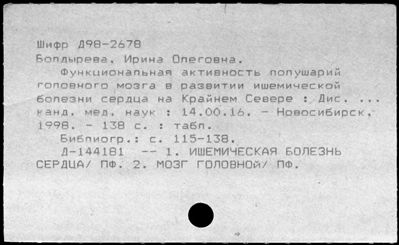 Шифр Д98-2678
Болдырева, Ирина Олеговна.
Функциональная активность полушарий
головного мозга в развитии ишемической
болезни сердца на Крайнем Севере : Дис. ...
канд. мед. наук : 14.00.16. - Новосибирск,
1998. - 138 с. : табл.
Библиогр.: с. 115-138.
Д-144181 -- 1. ИШЕМИЧЕСКАЯ БОЛЕЗНЬ
СЕРДЦА/ ПФ. 2. МОЗГ ГОЛОВНОЙ/ ПФ.